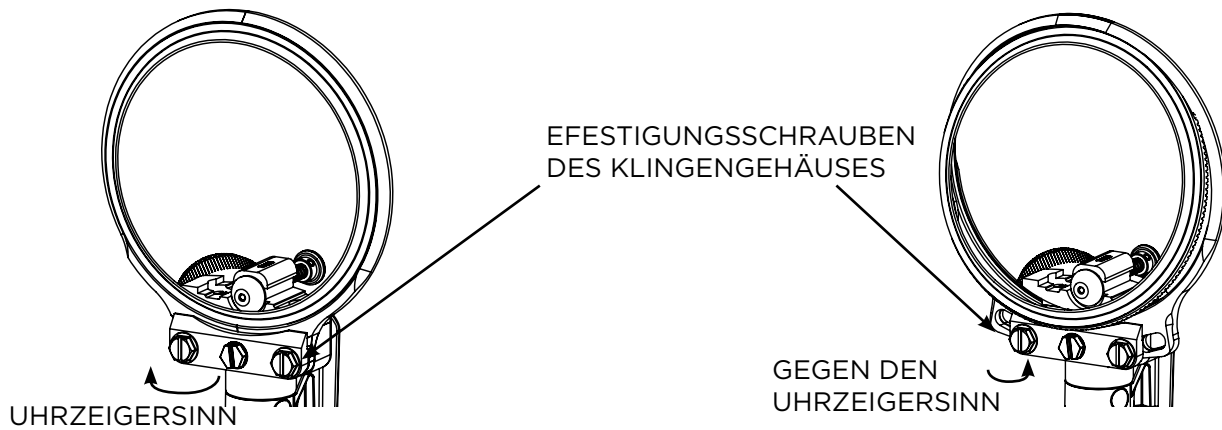 EFESTIGUNGSSCHRAUBEN
DES KLINGENGEHÄUSES
UHRZEIGERSINN
GEGEN DEN
UHRZEIGERSINN